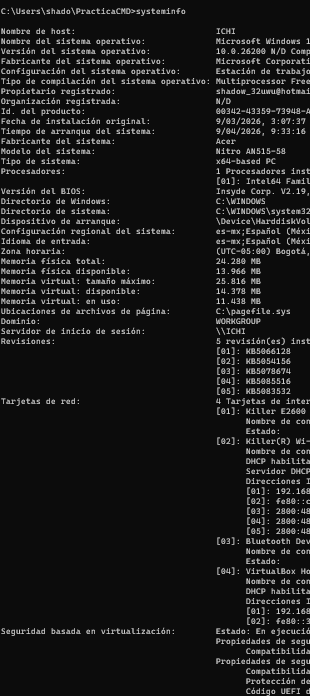 C:\Users\shado\PracticaCMD>systeminfo
Nombre de host: ICHI
Nombre del sistema operativo: Microsoft Windows 1
Versión del sistema operativo: 10.0.26200 N/D Comp
Fabricante del sistema operativo: Microsoft Corporati
Configuración del sistema operativo: Estación de trabajo
Tipo de compilación del sistema operativo: Multiprocessor Free
Propietario registrado: shadow_32uwu@hotmai
Organización registrada: N/D
Id. del producto: 00342-43359-73948-A
Fecha de instalación original: 9/03/2026, 3:07:37
Tiempo de arranque del sistema: 9/04/2026, 9:33:16
Fabricante del sistema: Acer
Modelo del sistema: Nitro AN515-58
Tipo de sistema: x64-based PC
Procesadores: 1 Procesadores inst
[01]: Intel64 Famil
Versión del BIOS: Insyde Corp. V2.19,
Directorio de Windows: C:\WINDOWS
Directorio de sistema: C:\WINDOWS\system32
Dispositivo de arranque: \Device\HarddiskVol
Configuración regional del sistema: es-mx;Español (Méxi
Idioma de entrada: es-mx;Español (Méxi
Zona horaria: (UTC-05:00) Bogotá,
Memoria física total: 24.280 MB
Memoria física disponible: 13.966 MB
Memoria virtual: tamaño máximo: 25.816 MB
Memoria virtual: disponible: 14.378 MB
Memoria virtual: en uso: 11.438 MB
Ubicaciones de archivos de página: C:\pagefile.sys
Dominio: WORKGROUP
Servidor de inicio de sesión: \\ICHI
Revisiones: 5 revisión(es) inst
[01]: KB5066128
[02]: KB5054156
[03]: KB5078674
[04]: KB5085516
[05]: KB5083532
Tarjetas de red: 4 Tarjetas de inter
[01]: Killer E2600
Nombre de con
Estado:
[02]: Killer(R) Wi-
Nombre de con
DHCP habilita
Servidor DHCP
Direcciones I
[01]: 192.168
[02]: fe80::c
[03]: 2800:48
[04]: 2800:48
[05]: 2800:48
[03]: Bluetooth Dev
Nombre de con
Estado:
[04]: VirtualBox Ho
Nombre de con
DHCP habilita
Direcciones I
[01]: 192.168
[02]: fe80::3
Seguridad basada en virtualización: Estado: En ejecució
Propiedades de segu
Compatibilida
Propiedades de segu
Compatibilida
Protección de
Código UEFI d